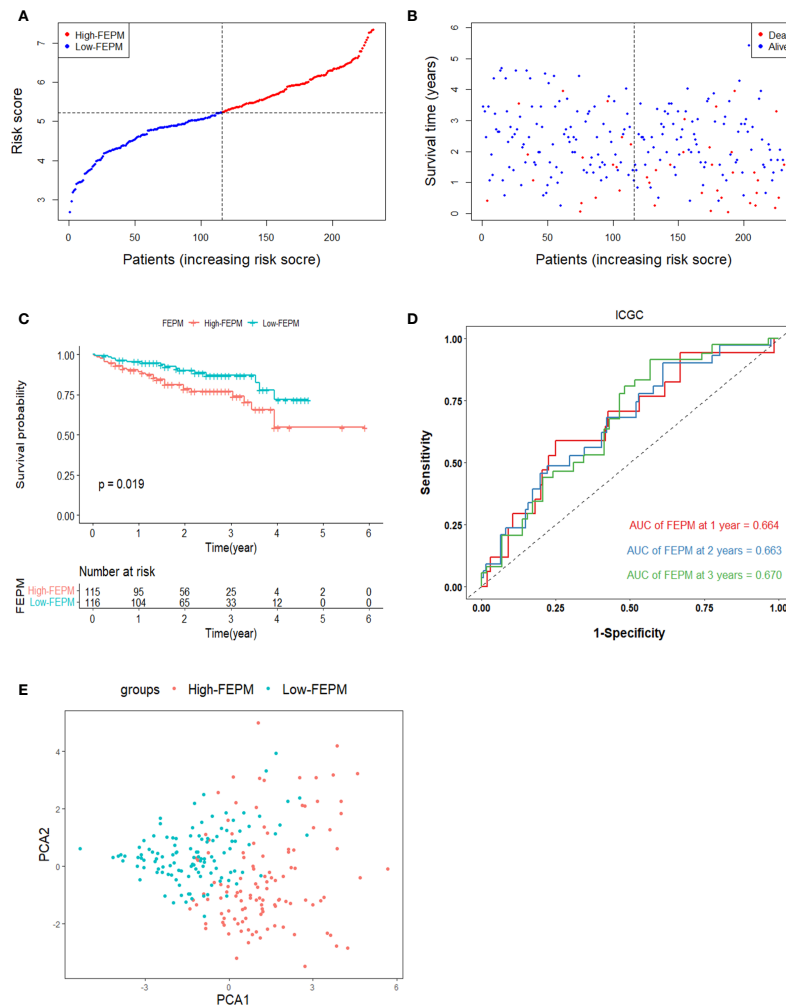 A
High-FEPM
Low-FEPM
Risk score
7
6
5
4
3
0 50 100 150 200
Patients (increasing risk socre)
B
Dea
Alive
Survival time (years)
6
5
4
3
2
1
0
0 50 100 150 200
Patients (increasing risk socre)
C
FEPM High-FEPM Low-FEPM
Survival probability
1.00
0.75
0.50
0.25
0.00
p = 0.019
0 1 2 3 4 5 6
Time(year)
Number at risk
FEPM
High-FEPM 115 95 56 25 4 2 0
Low-FEPM 116 104 65 33 12 0 0
0 1 2 3 4 5 6
Time(year)
D
ICGC
Sensitivity
1.00
0.75
0.50
0.25
0.00
AUC of FEPM at 1 year = 0.664
AUC of FEPM at 2 years = 0.663
AUC of FEPM at 3 years = 0.670
0.00 0.25 0.50 0.75 1.00
1-Specificity
E
groups High-FEPM Low-FEPM
PCA2
4
2
0
-2
-3 0 3 6
PCA1